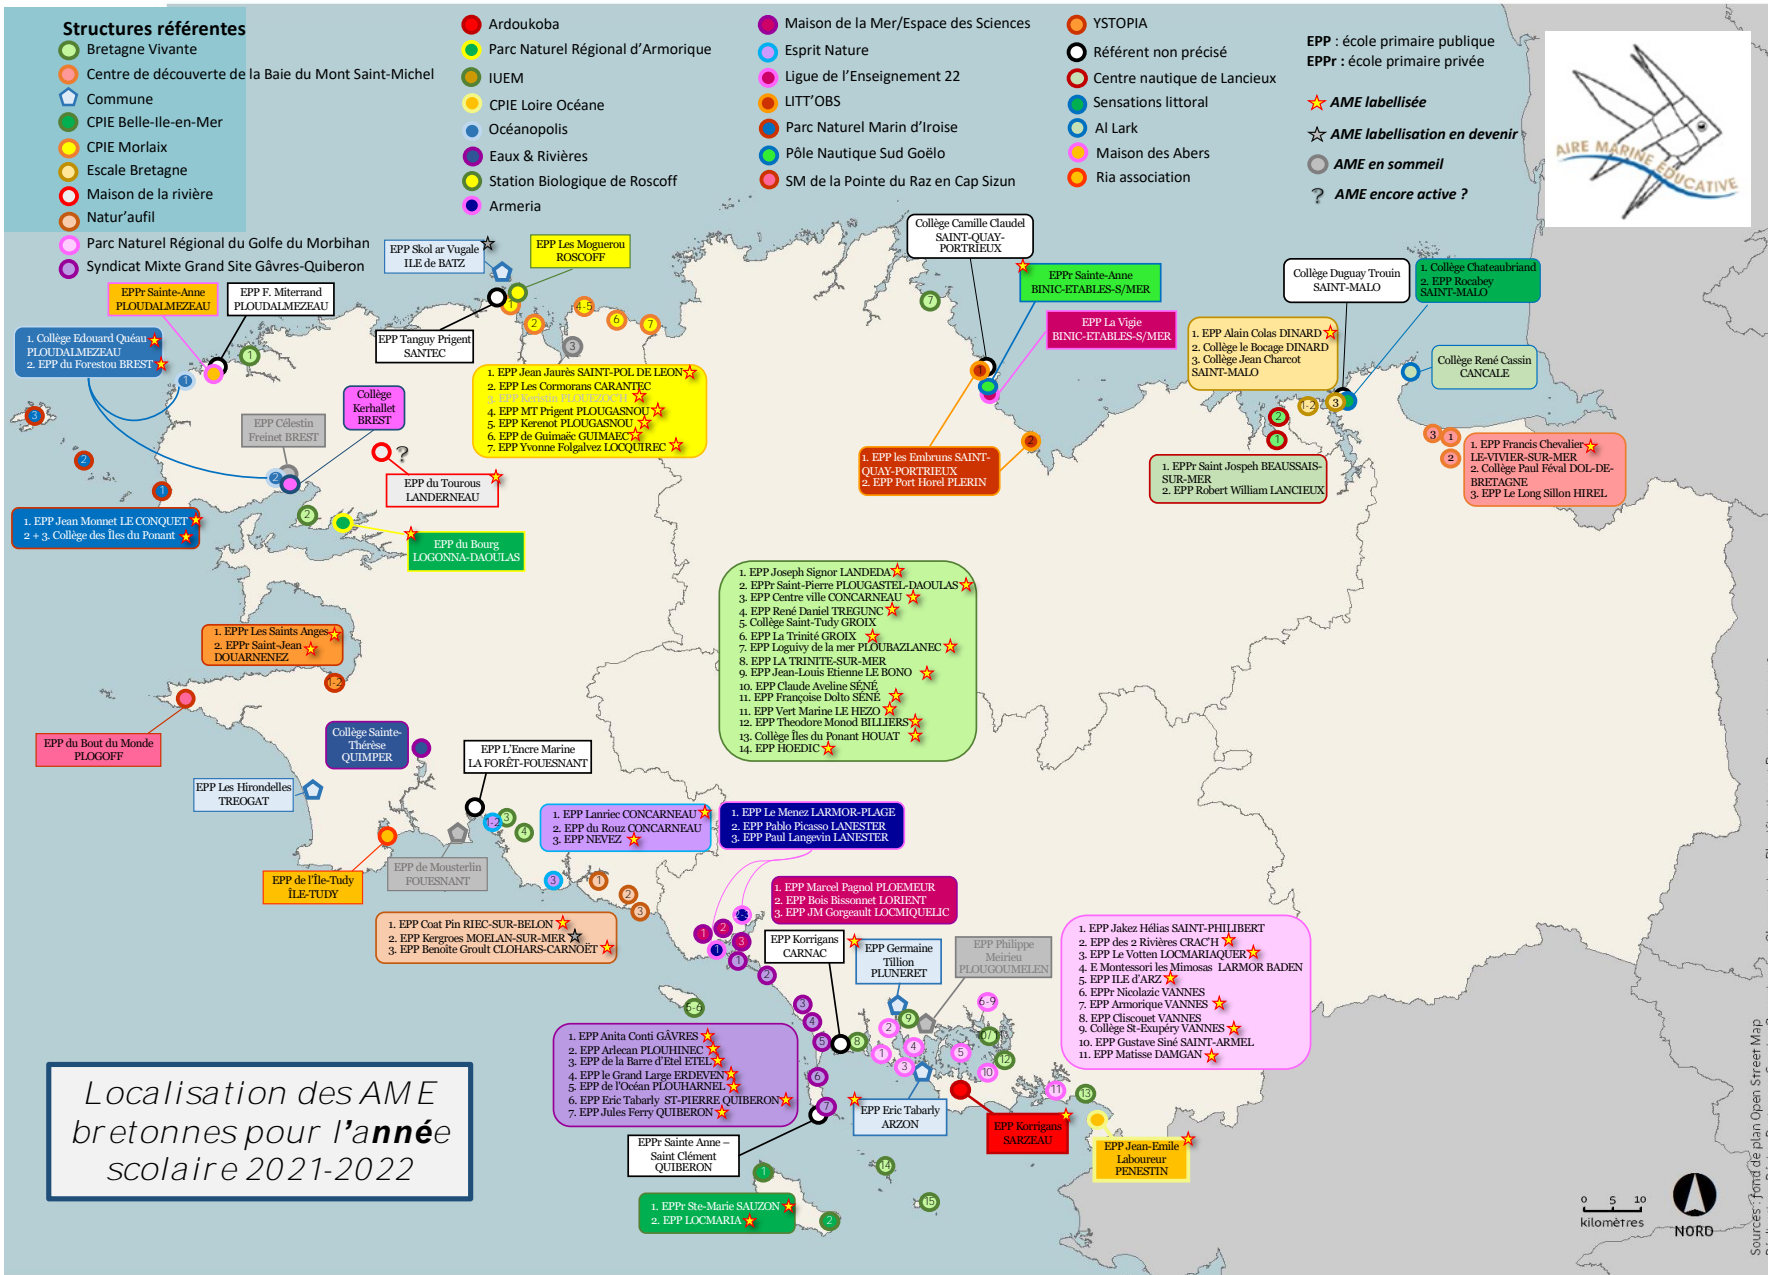 Structures référentes
Bretagne Vivante
Centre de découverte de la Baie du Mont Saint-Michel
Commune
CPIE Belle-Ile-en-Mer
CPIE Morlaix
Escale Bretagne
Maison de la rivière
Natur'aufil
Parc Naturel Régional du Golfe du Morbihan
Syndicat Mixte Grand Site Gâvres-Quiberon
Ardoukoba
Parc Naturel Régional d'Armorique
IUEM
CPIE Loire Océane
Océanopolis
Eaux & Rivières
Station Biologique de Roscoff
Armeria
Maison de la Mer/Espace des Sciences
Esprit Nature
Ligue de l'Enseignement 22
LITT'OBS
Parc Naturel Marin d'Iroise
Pôle Nautique Sud Goëlo
SM de la Pointe du Raz en Cap Sizun
YSTOPIA
Référent non précisé
Centre nautique de Lancieux
Sensations littoral
Al Lark
Maison des Abers
Ria association
EPP : école primaire publique
EPPr : école primaire privée
AME labellisée
AME labellisation en devenir
AME en sommeil
? AME encore active ?
AIRE MARINE EDUCATIVE
EPPr Sainte-Anne
PLOUDALMEZEAU
EPP F. Miterrand
PLOUDALMEZEAU
EPP Skol ar Vugale
ILE de BATZ
EPP Les Moguerou
ROSCOFF
EPP Tanguy Prigent
SANTEC
Collège Camille Claudel
SAINT-QUAY-
PORTRIEUX
EPPr Sainte-Anne
BINIC-ETABLES-S/MER
EPP La Vigie
BINIC-ETABLES-S/MER
Collège Duguay Trouin
SAINT-MALO
1. Collège Chateaubriand
2. EPP Rocabey
SAINT-MALO
1. EPP Alain Colas DINARD
2. Collège le Bocage DINARD
3. Collège Jean Charcot
SAINT-MALO
Collège René Cassin
CANCALE
1. Collège Edouard Quéau
PLOUDALMEZEAU
2. EPP du Forestou BREST
EPP Célestin
Freinet BREST
Collège
Kerhallet
BREST
EPP du Tourous
LANDERNEAU
1. EPP Jean Jaurès SAINT-POL DE LEON
2. EPP Les Cormorans CARANTEC
3. EPP Keristin PLOUEZOC'H
4. EPP MT Prigent PLOUGASNOU
5. EPP Kerenot PLOUGASNOU
6. EPP de Guimaëc GUIMAEC
7. EPP Yvonne Folgalvez LOCQUIREC
1. EPP les Embruns SAINT-
QUAY-PORTRIEUX
2. EPP Port Horel PLERIN
1. EPPr Saint Jospeh BEAUSSAIS-
SUR-MER
2. EPP Robert William LANCIEUX
1. EPP Francis Chevalier
LE-VIVIER-SUR-MER
2. Collège Paul Féval DOL-DE-
BRETAGNE
3. EPP Le Long Sillon HIREL
1. EPP Jean Monnet LE CONQUET
2 + 3. Collège des Îles du Ponant
EPP du Bourg
LOGONNA-DAOULAS
1. EPP Joseph Signor LANDEDA
2. EPPr Saint-Pierre PLOUGASTEL-DAOULAS
3. EPP Centre ville CONCARNEAU
4. EPP René Daniel TREGUNC
5. Collège Saint-Tudy GROIX
6. EPP La Trinité GROIX
7. EPP Loguivy de la mer PLOUBAZLANEC
8. EPP LA TRINITE-SUR-MER
9. EPP Jean-Louis Etienne LE BONO
10. EPP Claude Aveline SÉNÉ
11. EPP Françoise Dolto SÉNÉ
11. EPP Vert Marine LE HEZO
12. EPP Theodore Monod BILLIERS
13. Collège Îles du Ponant HOUAT
14. EPP HOEDIC
1. EPPr Les Saints Anges
2. EPPr Saint-Jean
DOUARNENEZ
EPP du Bout du Monde
PLOGOFF
Collège Sainte-
Thérèse
QUIMPER
EPP L'Encre Marine
LA FORÊT-FOUESNANT
EPP Les Hirondelles
TREOGAT
EPP de Mousterlin
FOUESNANT
EPP de l'Île-Tudy
ÎLE-TUDY
1. EPP Lanriec CONCARNEAU
2. EPP du Rouz CONCARNEAU
3. EPP NEVEZ
1. EPP Le Menez LARMOR-PLAGE
2. EPP Pablo Picasso LANESTER
3. EPP Paul Langevin LANESTER
1. EPP Coat Pin RIEC-SUR-BELON
2. EPP Kergroes MOELAN-SUR-MER
3. EPP Benoîte Groult CLOHARS-CARNOËT
1. EPP Marcel Pagnol PLOEMEUR
2. EPP Bois Bissonnet LORIENT
3. EPP JM Gorgeault LOCMIQUELIC
EPP Korrigans
CARNAC
EPP Germaine
Tillion
PLUNERET
EPP Philippe
Meirieu
PLOUGOUMELEN
1. EPP Jakez Hélias SAINT-PHILIBERT
2. EPP des 2 Rivières CRAC'H
3. EPP Le Votten LOCMARIAQUER
4. E Montessori les Mimosas LARMOR BADEN
5. EPP ILE d'ARZ
6. EPPr Nicolazic VANNES
7. EPP Armorique VANNES
8. EPP Cliscouet VANNES
9. Collège St-Exupéry VANNES
10. EPP Gustave Siné SAINT-ARMEL
11. EPP Matisse DAMGAN
1. EPP Anita Conti GÂVRES
2. EPP Arlecan PLOUHINEC
3. EPP de la Barre d'Etel ETEL
4. EPP le Grand Large ERDEVEN
5. EPP de l'Océan PLOUHARNEL
6. EPP Eric Tabarly ST-PIERRE QUIBERON
7. EPP Jules Ferry QUIBERON
EPPr Sainte Anne –
Saint Clément
QUIBERON
EPP Eric Tabarly
ARZON
EPP Korrigans
SARZEAU
EPP Jean-Emile
Laboureur
PENESTIN
1. EPPr Ste-Marie SAUZON
2. EPP LOCMARIA
Localisation des AME
bretonnes pour l'année
scolaire 2021-2022
0 5 10
kilomètres
NORD
Sources : fond de plan Open Street Map